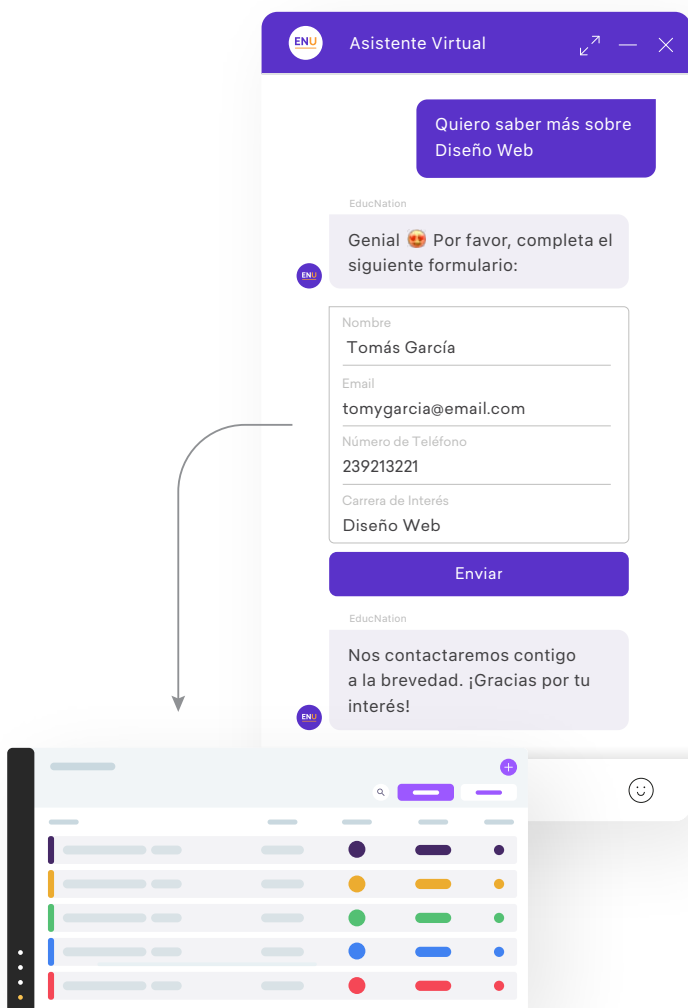 ENU
Asistente Virtual
Quiero saber más sobre
Diseño Web
EducNation
Genial 😍 Por favor, completa el
siguiente formulario:
ENU
Nombre
Tomás García
Email
tomygarcia@email.com
Número de Teléfono
239213221
Carrera de Interés
Diseño Web
Enviar
EducNation
Nos contactaremos contigo
a la brevedad. ¡Gracias por tu
interés!
ENU